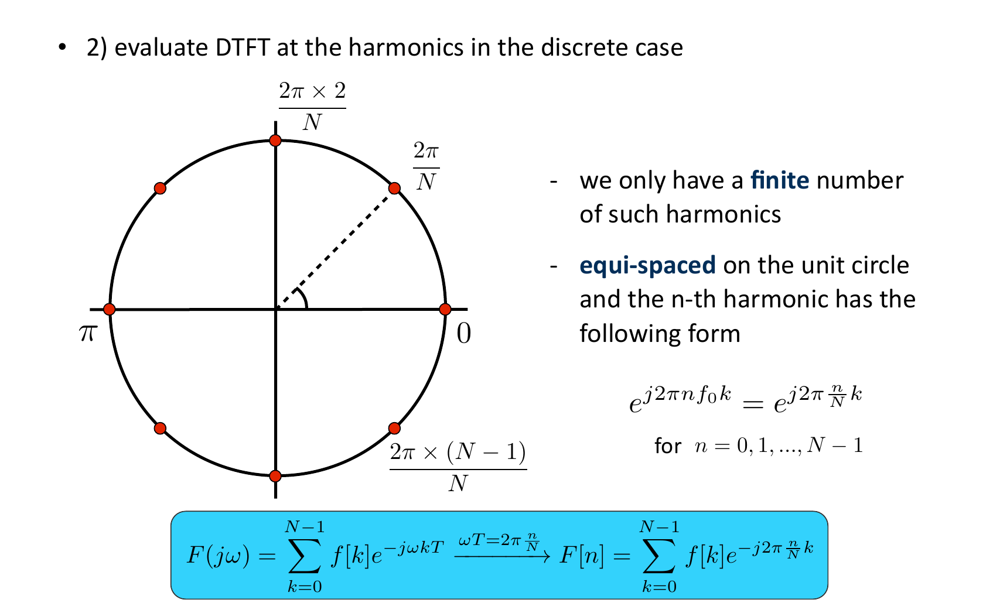 • 2) evaluate DTFT at the harmonics in the discrete case
$\frac{2\pi \times 2}{N}$
$\frac{2\pi}{N}$
- we only have a finite number
of such harmonics
- equi-spaced on the unit circle
and the n-th harmonic has the
following form
π
0
$e^{j2\pi n f_0 k} = e^{j2\pi \frac{n}{N} k}$
for $n = 0, 1, ..., N - 1$
$\frac{2\pi \times (N-1)}{N}$
$F(j\omega) = \sum_{k=0}^{N-1} f[k]e^{-j\omega kT} \xrightarrow{\omega T = 2\pi \frac{n}{N}} F[n] = \sum_{k=0}^{N-1} f[k]e^{-j2\pi \frac{n}{N} k}$